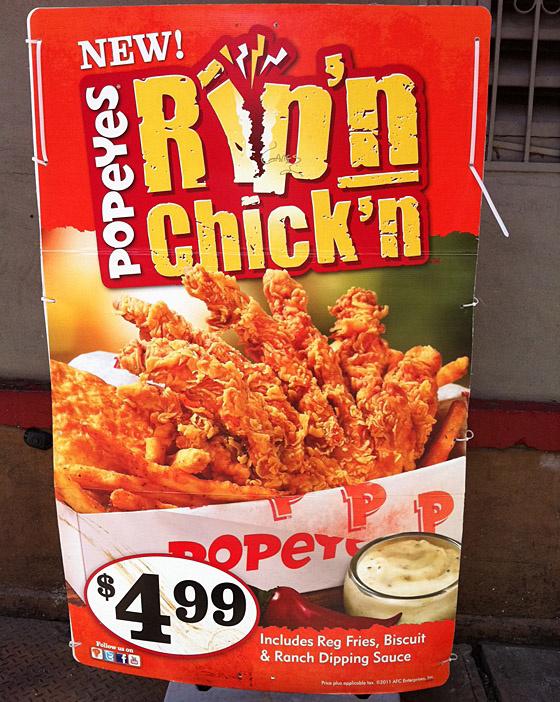 NEW!
POPEYES®
Rip'n
Chick'n
P P P
POPEY
$4.99
Follow us on
Includes Reg Fries, Biscuit
& Ranch Dipping Sauce
Price plus applicable tax. ©2011 AFC Enterprises, Inc.